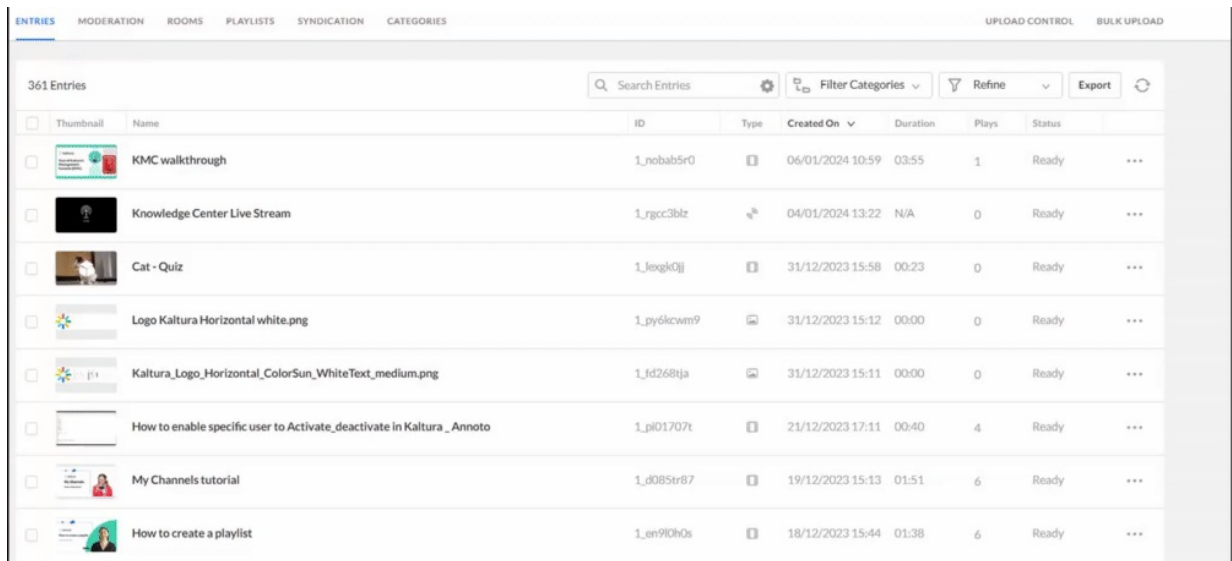 ENTRIES MODERATION ROOMS PLAYLISTS SYNDICATION CATEGORIES UPLOAD CONTROL BULK UPLOAD
361 Entries Search Entries Filter Categories Refine Export
Thumbnail Name ID Type Created On Duration Plays Status
KMC walkthrough 1_nobab5r0 06/01/2024 10:59 03:55 1 Ready
Knowledge Center Live Stream 1_rgcc3blz 04/01/2024 13:22 N/A 0 Ready
Cat - Quiz 1_lexgk0jj 31/12/2023 15:58 00:23 0 Ready
Logo Kaltura Horizontal white.png 1_py6kcwm9 31/12/2023 15:12 00:00 0 Ready
Kaltura_Logo_Horizontal_ColorSun_WhiteText_medium.png 1_fd268tja 31/12/2023 15:11 00:00 0 Ready
How to enable specific user to Activate_deactivate in Kaltura _ Annoto 1_pi01707t 21/12/2023 17:11 00:40 4 Ready
My Channels tutorial 1_d085tr87 19/12/2023 15:13 01:51 6 Ready
How to create a playlist 1_en9l0h0s 18/12/2023 15:44 01:38 6 Ready